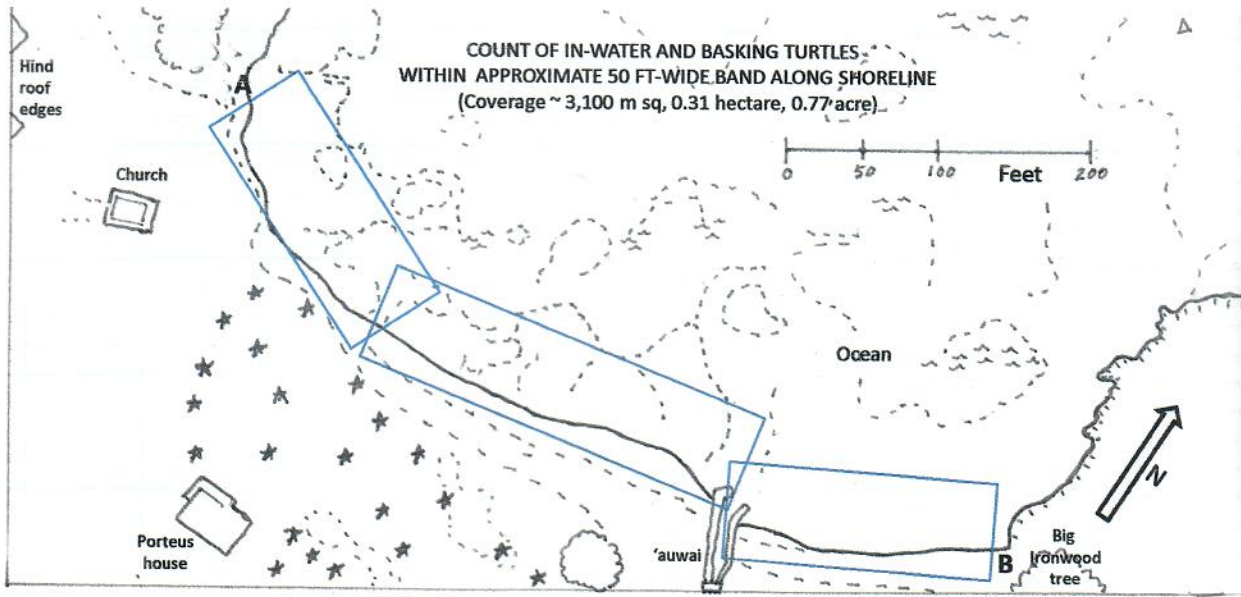 COUNT OF IN-WATER AND BASKING TURTLES
WITHIN APPROXIMATE 50 FT-WIDE BAND ALONG SHORELINE
(Coverage ~ 3,100 m sq, 0.31 hectare, 0.77 acre)
Hind
roof
edges
A
Church
0 50 100 200
Feet
Ocean
N
Porteus
house
'auwai
B
Big
Ironwood
tree